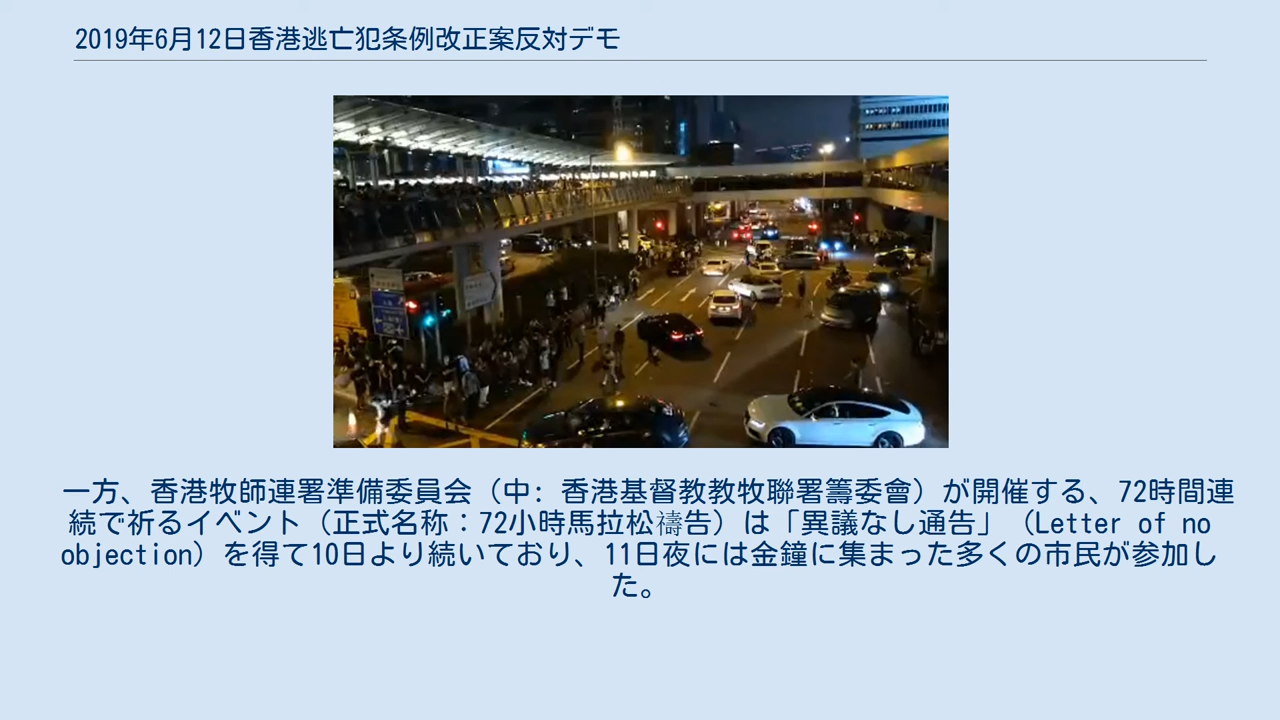 2019年6月12日香港逃亡犯条例改正案反対デモ
一方、香港牧師連署準備委員会（中: 香港基督教教牧聯署籌委會）が開催する、72時間連
続で祈るイベント（正式名称：72小時馬拉松禱告）は「異議なし通告」（Letter of no
objection）を得て10日より続いており、11日夜には金鐘に集まった多くの市民が参加し
た。